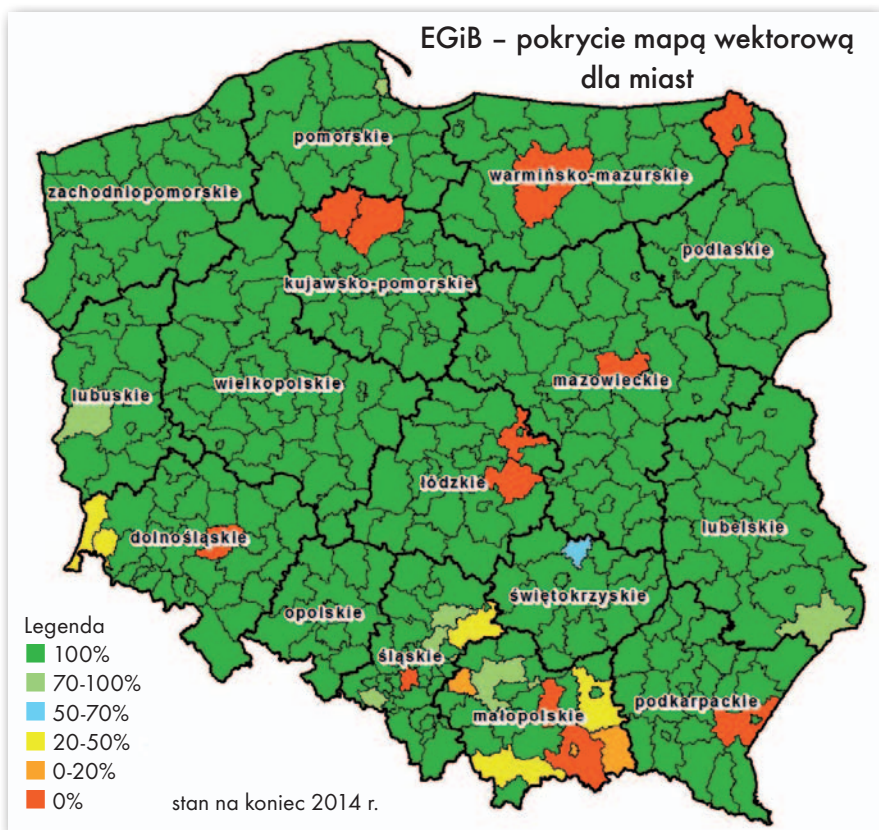 EGiB – pokrycie mapą wektorową
dla miast
pomorskie
warmińsko-mazurskie
zachodniopomorskie
podlaskie
kujawsko-pomorskie
mazowieckie
wielkopolskie
lubuskie
łódzkie
lubelskie
dolnośląskie
świętokrzyskie
opolskie
śląskie
podkarpackie
małopolskie
Legenda
100%
70-100%
50-70%
20-50%
0-20%
0%
stan na koniec 2014 r.